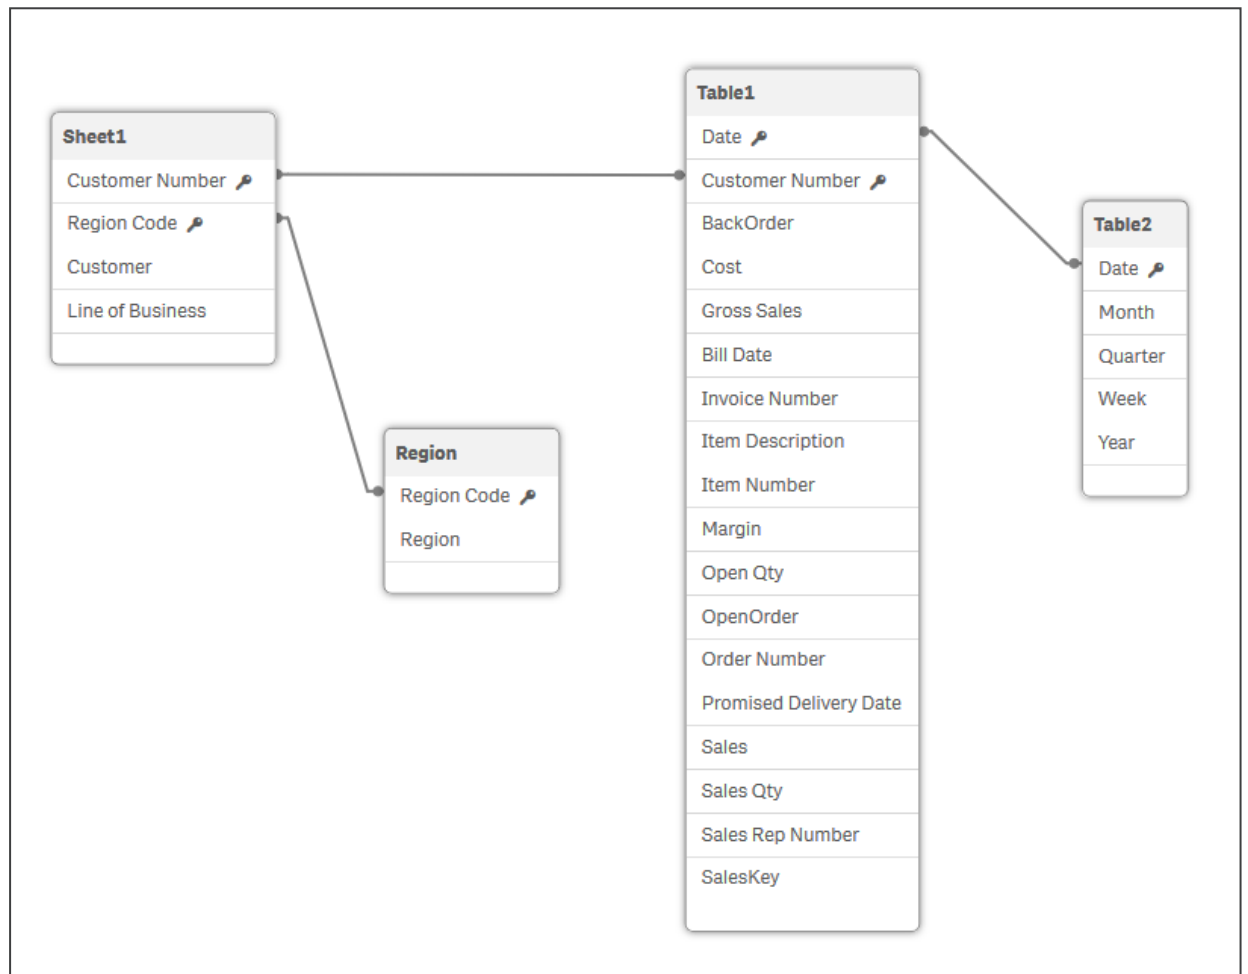 Sheet1
Customer Number
Region Code
Customer
Line of Business
Region
Region Code
Region
Table1
Date
Customer Number
BackOrder
Cost
Gross Sales
Bill Date
Invoice Number
Item Description
Item Number
Margin
Open Qty
OpenOrder
Order Number
Promised Delivery Date
Sales
Sales Qty
Sales Rep Number
SalesKey
Table2
Date
Month
Quarter
Week
Year